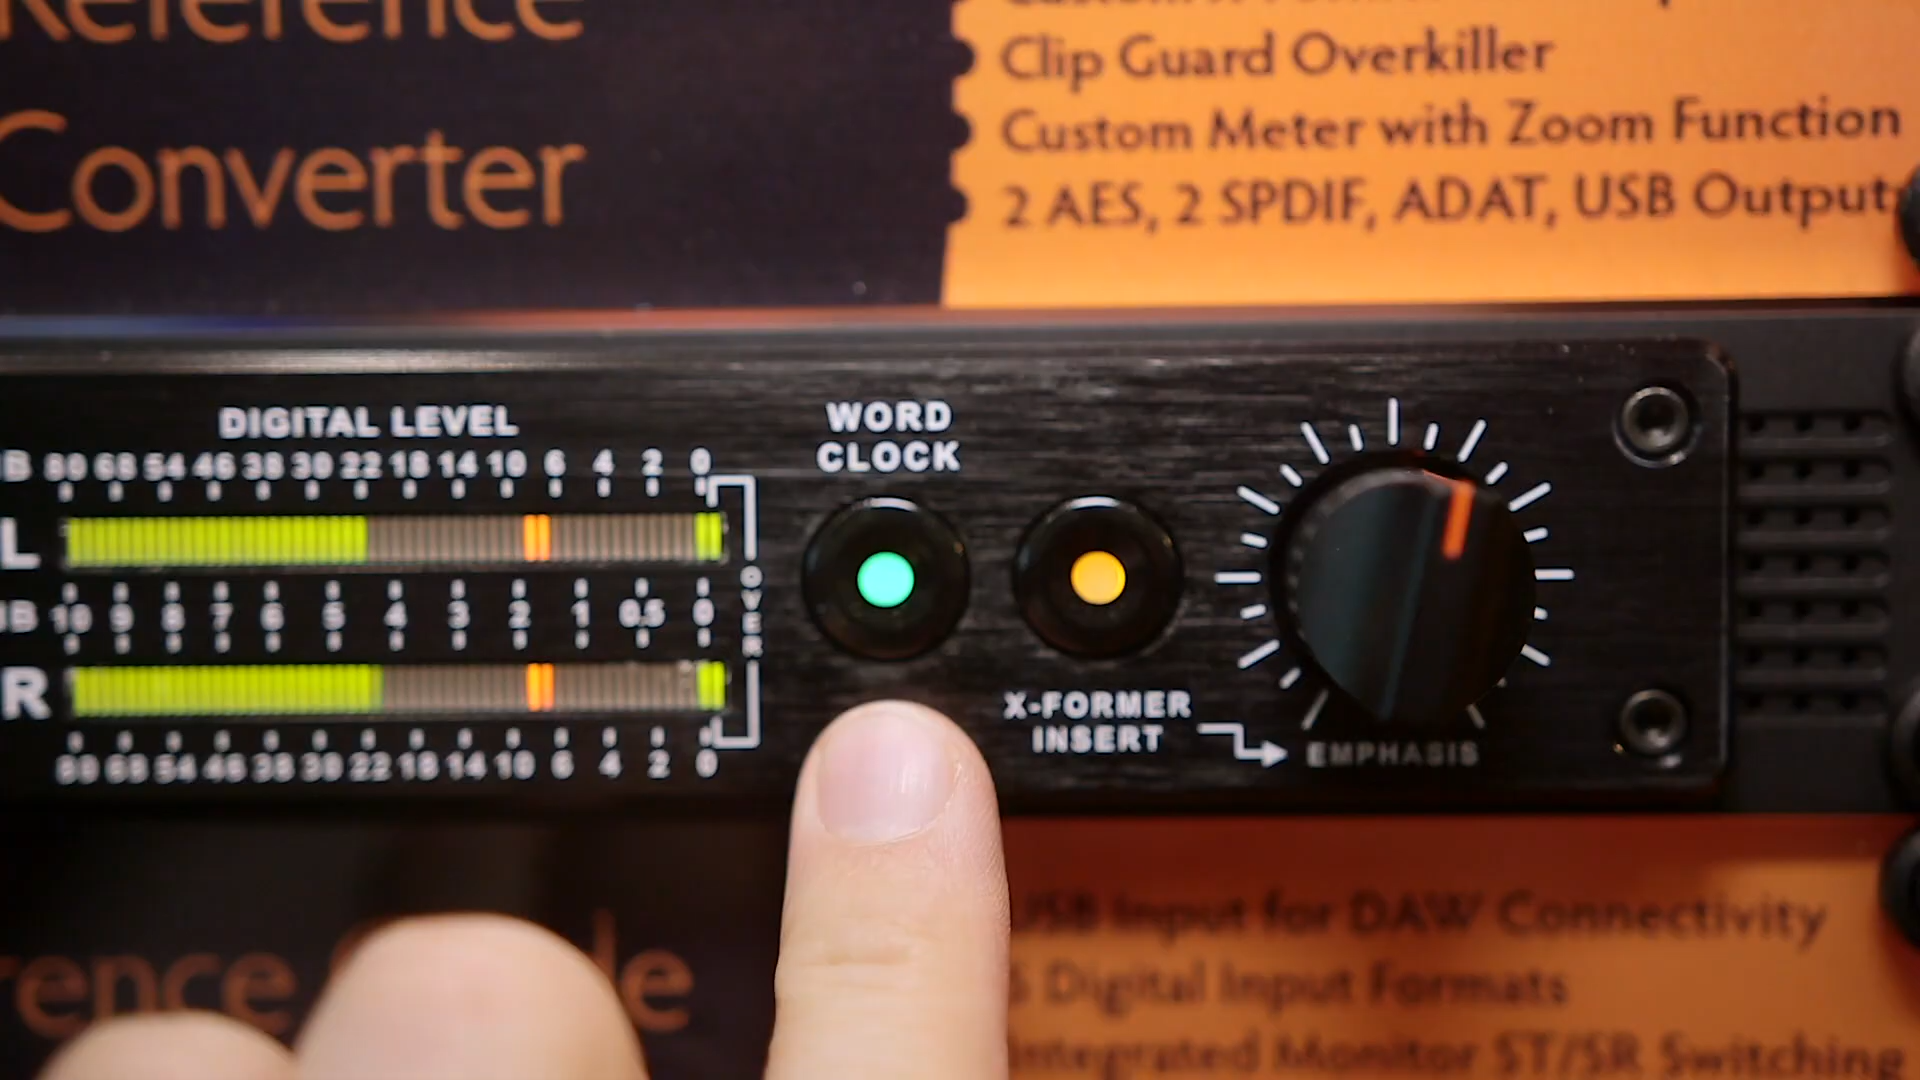 Reference
Converter
Clip Guard Overkiller
Custom Meter with Zoom Function
2 AES, 2 SPDIF, ADAT, USB Outputs
DIGITAL LEVEL
B 80 68 54 46 38 30 22 18 14 10 6 4 2 0
L
dB 10 9 8 7 6 5 4 3 2 1 0.5 0
R
80 68 54 46 38 30 22 18 14 10 6 4 2 0
OVER
WORD
CLOCK
X-FORMER
INSERT
EMPHASIS
USB Input for DAW Connectivity
Digital Input Formats
Integrated Monitor ST/SR Switching